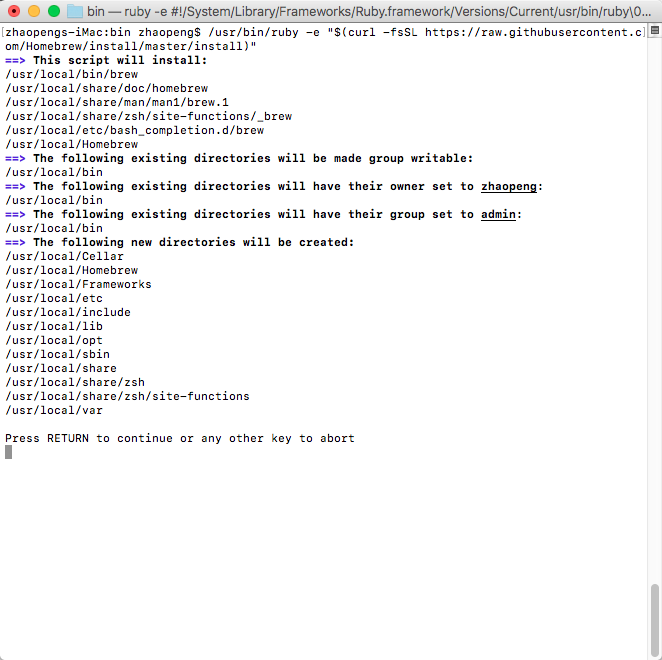 bin — ruby -e #!/System/Library/Frameworks/Ruby.framework/Versions/Current/usr/bin/ruby\0...
[zhaopengs-iMac:bin zhaopeng$ /usr/bin/ruby -e "$(curl -fsSL https://raw.githubusercontent.c]
om/Homebrew/install/master/install)"
==> This script will install:
/usr/local/bin/brew
/usr/local/share/doc/homebrew
/usr/local/share/man/man1/brew.1
/usr/local/share/zsh/site-functions/_brew
/usr/local/etc/bash_completion.d/brew
/usr/local/Homebrew
==> The following existing directories will be made group writable:
/usr/local/bin
==> The following existing directories will have their owner set to zhaopeng:
/usr/local/bin
==> The following existing directories will have their group set to admin:
/usr/local/bin
==> The following new directories will be created:
/usr/local/Cellar
/usr/local/Homebrew
/usr/local/Frameworks
/usr/local/etc
/usr/local/include
/usr/local/lib
/usr/local/opt
/usr/local/sbin
/usr/local/share
/usr/local/share/zsh
/usr/local/share/zsh/site-functions
/usr/local/var
Press RETURN to continue or any other key to abort